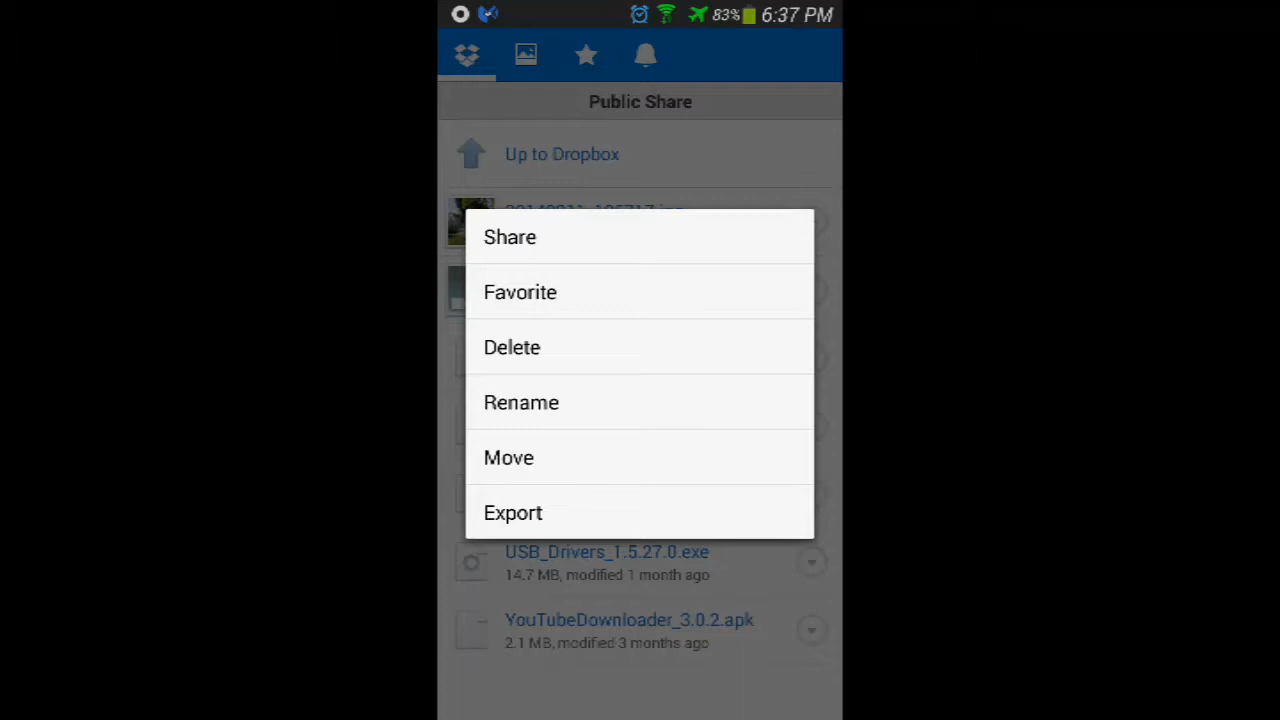 83% 6:37 PM
Public Share
Up to Dropbox
Share
Favorite
Delete
Rename
Move
Export
USB_Drivers_1.5.27.0.exe
14.7 MB, modified 1 month ago
YouTubeDownloader_3.0.2.apk
2.1 MB, modified 3 months ago